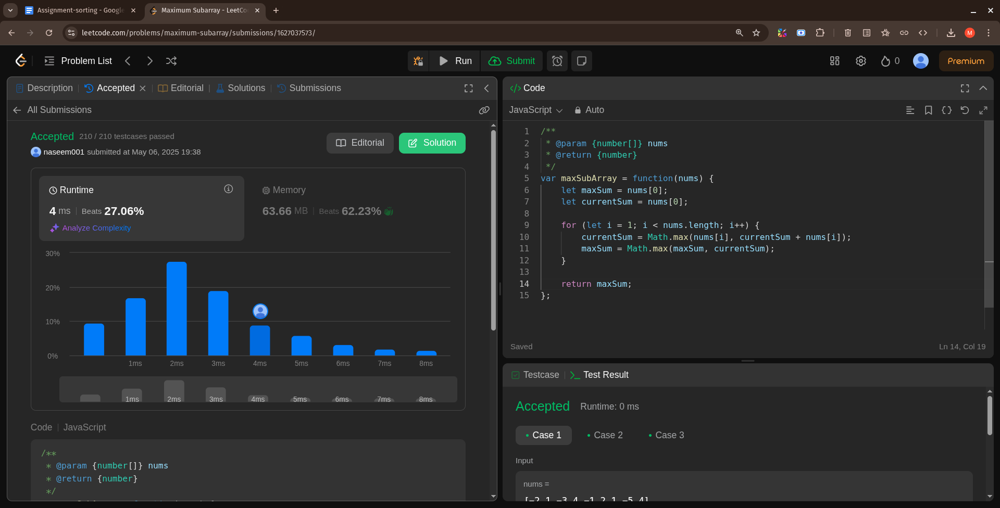 Assignment-sorting - Google
Maximum Subarray - LeetCo
leetcode.com/problems/maximum-subarray/submissions/1627037573/
M
Problem List
Run
Submit
0
Premium
Description
Accepted
Editorial
Solutions
Submissions
All Submissions
Accepted 210 / 210 testcases passed
naseem001 submitted at May 06, 2025 19:38
Editorial
Solution
Runtime
4 ms Beats 27.06%
Analyze Complexity
Memory
63.66 MB Beats 62.23%
30%
20%
10%
0%
1ms 2ms 3ms 4ms 5ms 6ms 7ms 8ms
1ms 2ms 3ms 4ms 5ms 6ms 7ms 8ms
Code JavaScript
/**
 * @param {number[]} nums
 * @return {number}
 */
</> Code
JavaScript
Auto
1 /**
2  * @param {number[]} nums
3  * @return {number}
4  */
5 var maxSubArray = function(nums) {
6     let maxSum = nums[0];
7     let currentSum = nums[0];
8
9     for (let i = 1; i < nums.length; i++) {
10         currentSum = Math.max(nums[i], currentSum + nums[i]);
11         maxSum = Math.max(maxSum, currentSum);
12     }
13
14     return maxSum;
15 };
Saved
Ln 14, Col 19
Testcase
Test Result
Accepted Runtime: 0 ms
Case 1
Case 2
Case 3
Input
nums =
[-2,1,-3,4,-1,2,1,-5,4]